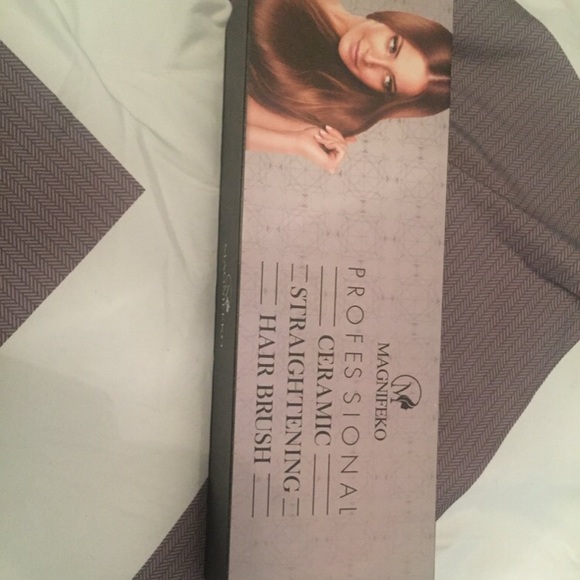 MAGNIFEKO
PROFESSIONAL
CERAMIC
STRAIGHTENING
HAIR BRUSH